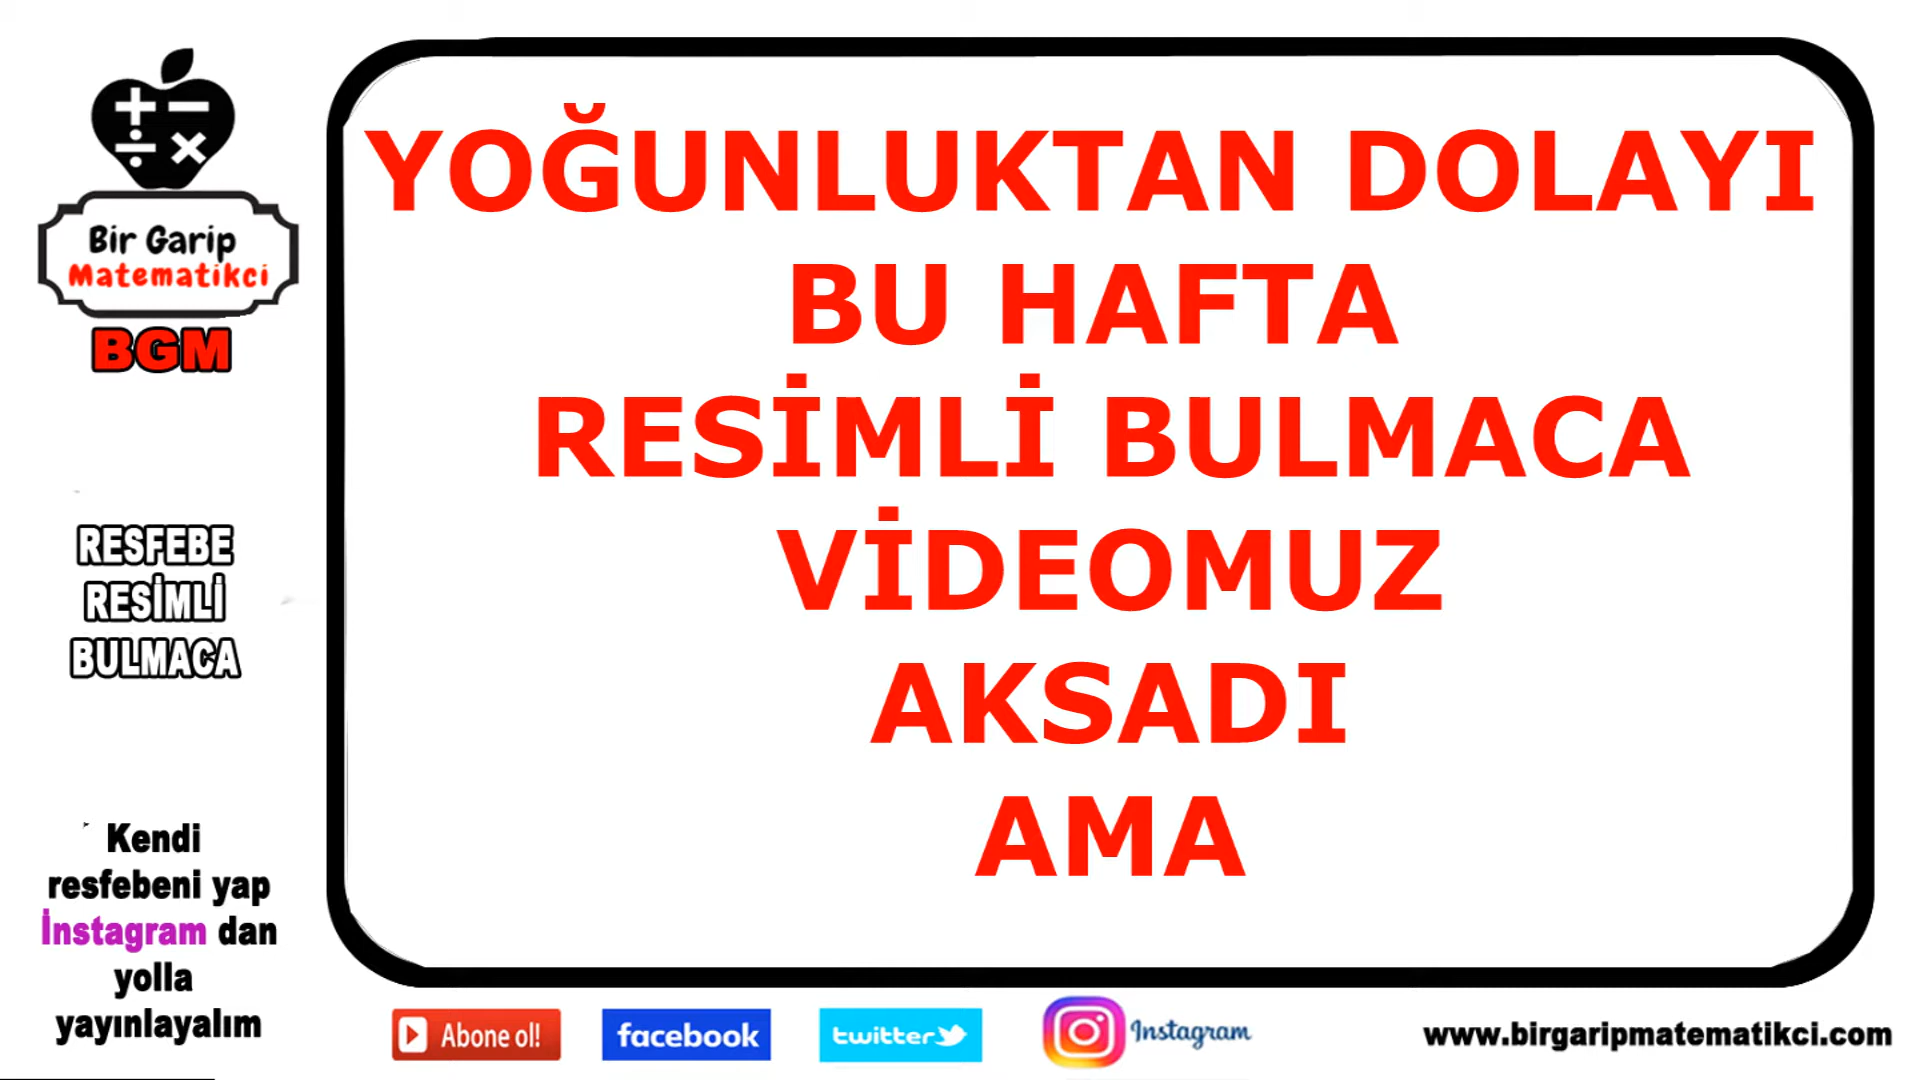 Bir Garip
Matematikci
BGM
RESFEBE
RESİMLİ
BULMACA
Kendi
resfebeni yap
İnstagram dan
yolla
yayınlayalım
YOĞUNLUKTAN DOLAYI
BU HAFTA
RESİMLİ BULMACA
VİDEOMUZ
AKSADI
AMA
Abone ol!
facebook
twitter
Instagram
www.birgaripmatematikci.com